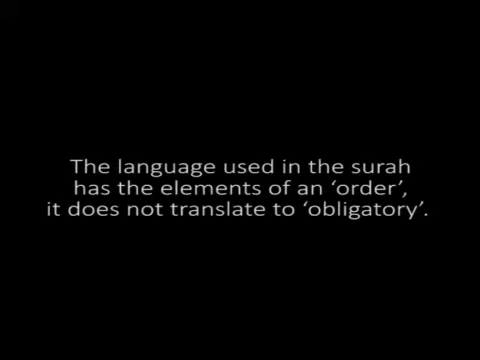 The language used in the surah
has the elements of an ‘order’,
it does not translate to ‘obligatory’.